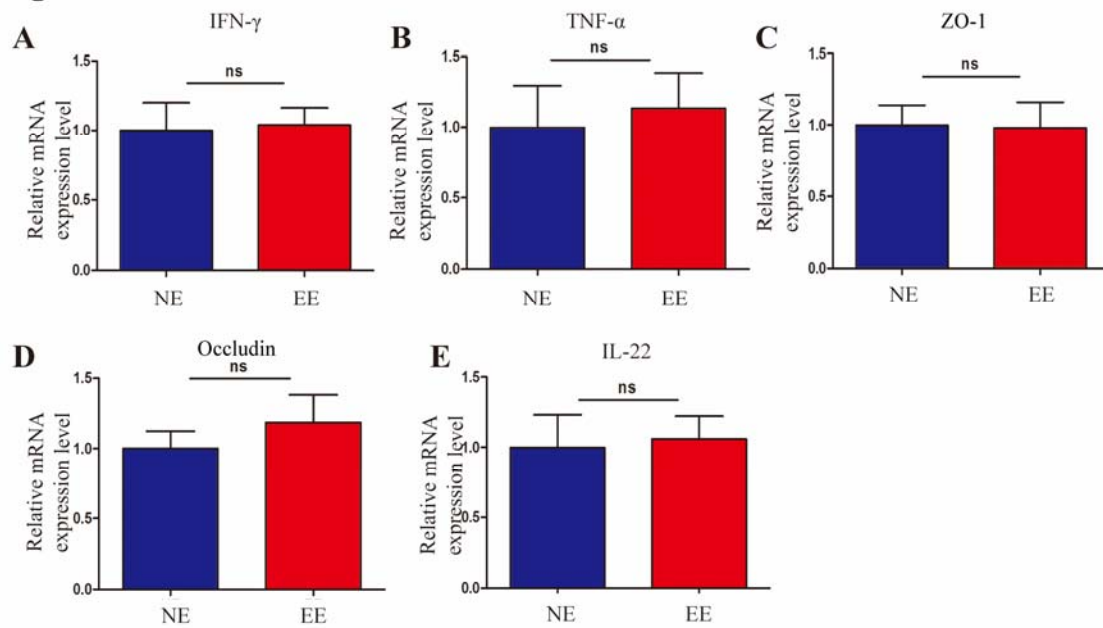 A
IFN-γ
Relative mRNA
expression level
1.5
1.0
0.5
0.0
ns
NE
EE
B
TNF-α
Relative mRNA
expression level
1.5
1.0
0.5
0.0
ns
NE
EE
C
ZO-1
Relative mRNA
expression level
1.5
1.0
0.5
0.0
ns
NE
EE
D
Occludin
Relative mRNA
expression level
1.5
1.0
0.5
0.0
ns
NE
EE
E
IL-22
Relative mRNA
expression level
1.5
1.0
0.5
0.0
ns
NE
EE